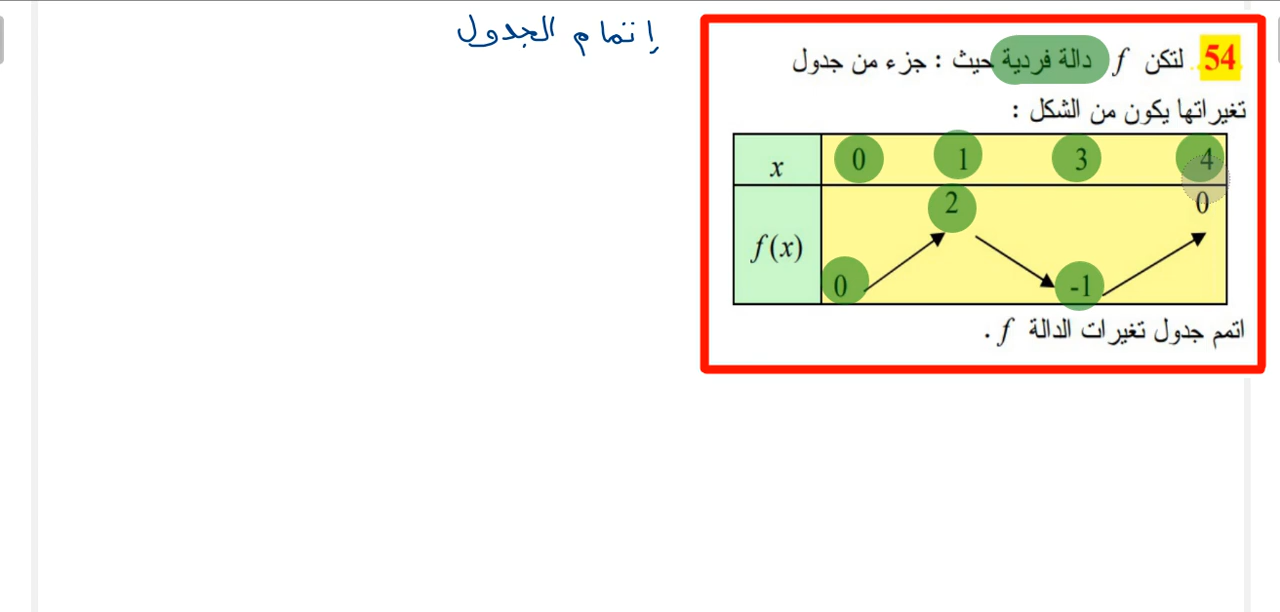 إتمام الجدول
54. لتكن f دالة فردية حيث : جزء من جدول
تغيراتها يكون من الشكل :
x 0 1 3 4
f(x) 0 2 -1 0
اتمم جدول تغيرات الدالة f .